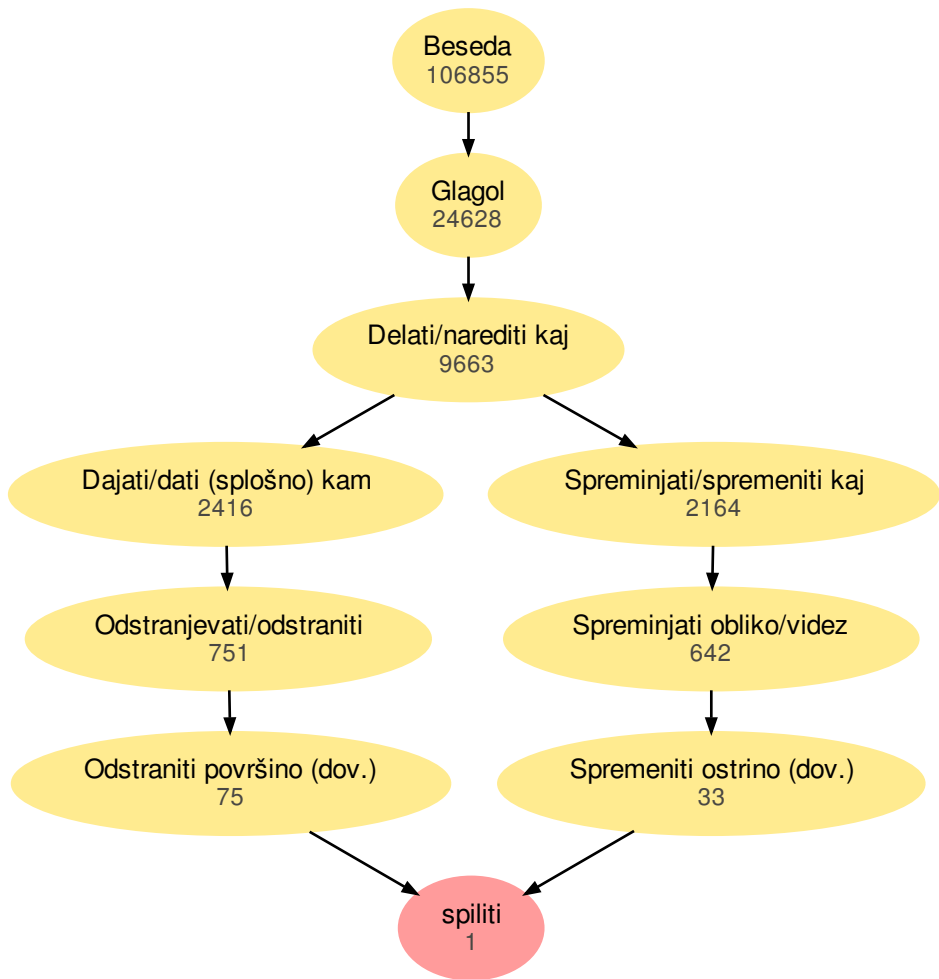 Beseda
106855
Glagol
24628
Delati/narediti kaj
9663
Dajati/dati (splošno) kam
2416
Spreminjati/spremeniti kaj
2164
Odstranjevati/odstraniti
751
Spreminjati obliko/videz
642
Odstraniti površino (dov.)
75
Spremeniti ostrino (dov.)
33
spiliti
1